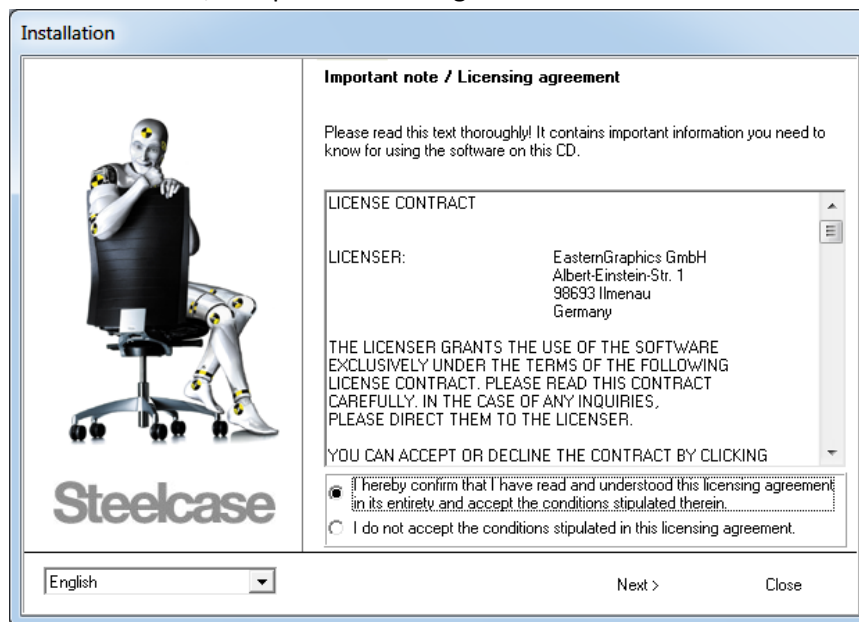 Installation
Important note / Licensing agreement
Please read this text thoroughly! It contains important information you need to
know for using the software on this CD.
LICENSE CONTRACT
LICENSER: EasternGraphics GmbH
Albert-Einstein-Str. 1
98693 Ilmenau
Germany
THE LICENSER GRANTS THE USE OF THE SOFTWARE
EXCLUSIVELY UNDER THE TERMS OF THE FOLLOWING
LICENSE CONTRACT. PLEASE READ THIS CONTRACT
CAREFULLY. IN THE CASE OF ANY INQUIRIES,
PLEASE DIRECT THEM TO THE LICENSER.
YOU CAN ACCEPT OR DECLINE THE CONTRACT BY CLICKING
I hereby confirm that I have read and understood this licensing agreement
in its entirety and accept the conditions stipulated therein.
I do not accept the conditions stipulated in this licensing agreement.
Steelcase
English
Next >
Close